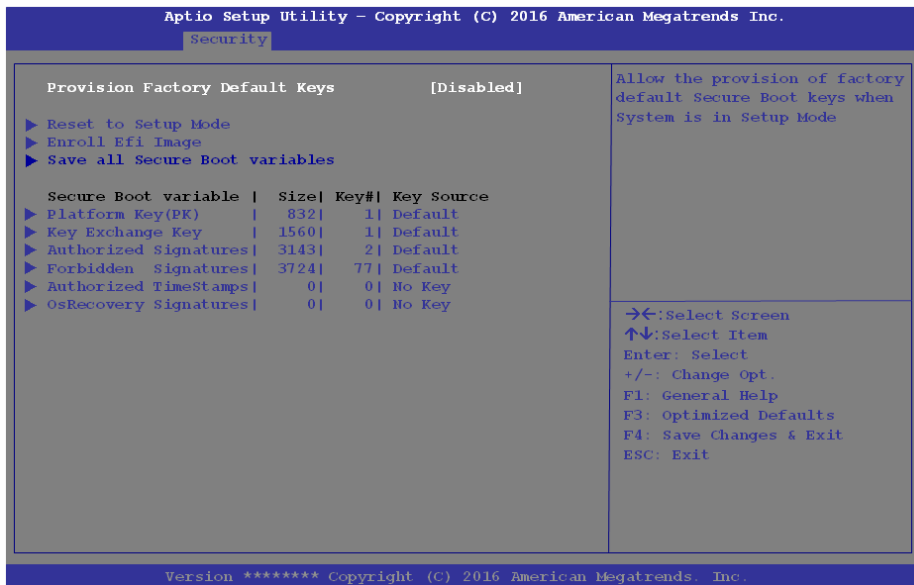 Aptio Setup Utility – Copyright (C) 2016 American Megatrends Inc.
Security
Provision Factory Default Keys [Disabled]
▶ Reset to Setup Mode
▶ Enroll Efi Image
▶ Save all Secure Boot variables
Secure Boot variable | Size| Key#| Key Source
▶ Platform Key(PK) | 832| 1| Default
▶ Key Exchange Key | 1560| 1| Default
▶ Authorized Signatures| 3143| 2| Default
▶ Forbidden Signatures| 3724| 77| Default
▶ Authorized TimeStamps| 0| 0| No Key
▶ OsRecovery Signatures| 0| 0| No Key
Allow the provision of factory
default Secure Boot keys when
System is in Setup Mode
→←:Select Screen
↑↓:Select Item
Enter: Select
+/-: Change Opt.
F1: General Help
F3: Optimized Defaults
F4: Save Changes & Exit
ESC: Exit
Version ******** Copyright (C) 2016 American Megatrends. Inc.